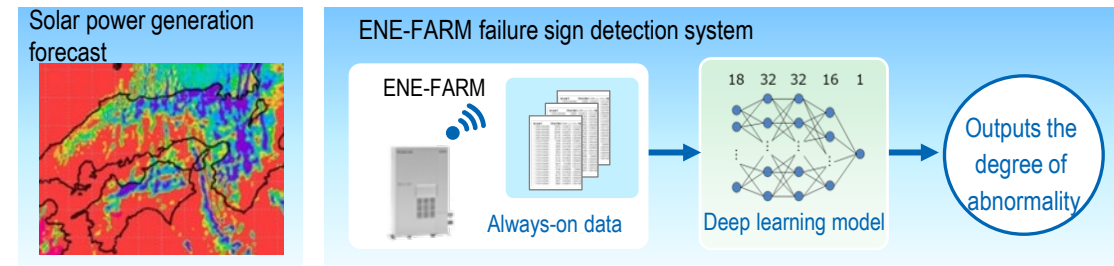 Solar power generation
forecast
ENE-FARM failure sign detection system
ENE-FARM
Always-on data
18 32 32 16 1
Deep learning model
Outputs the
degree of
abnormality